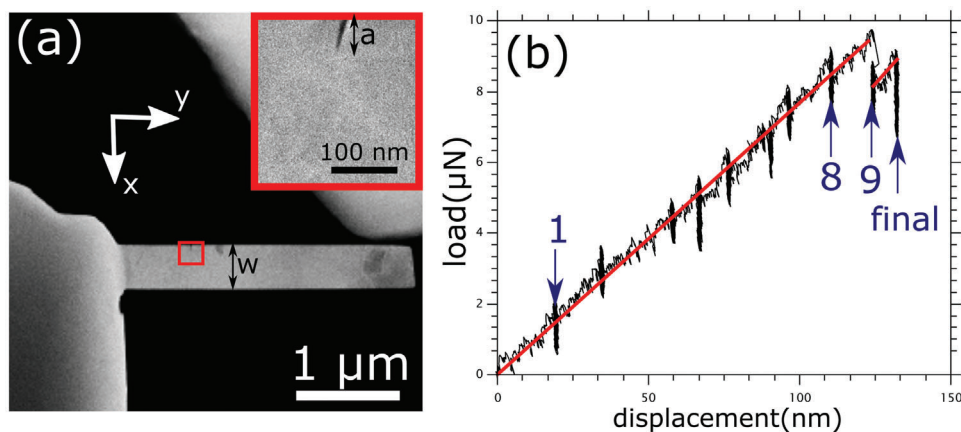 (a)
a
100 nm
y
x
w
1 µm
(b)
load(µN)
10
8
6
4
2
0
1
8
9
final
0
50
100
150
displacement(nm)